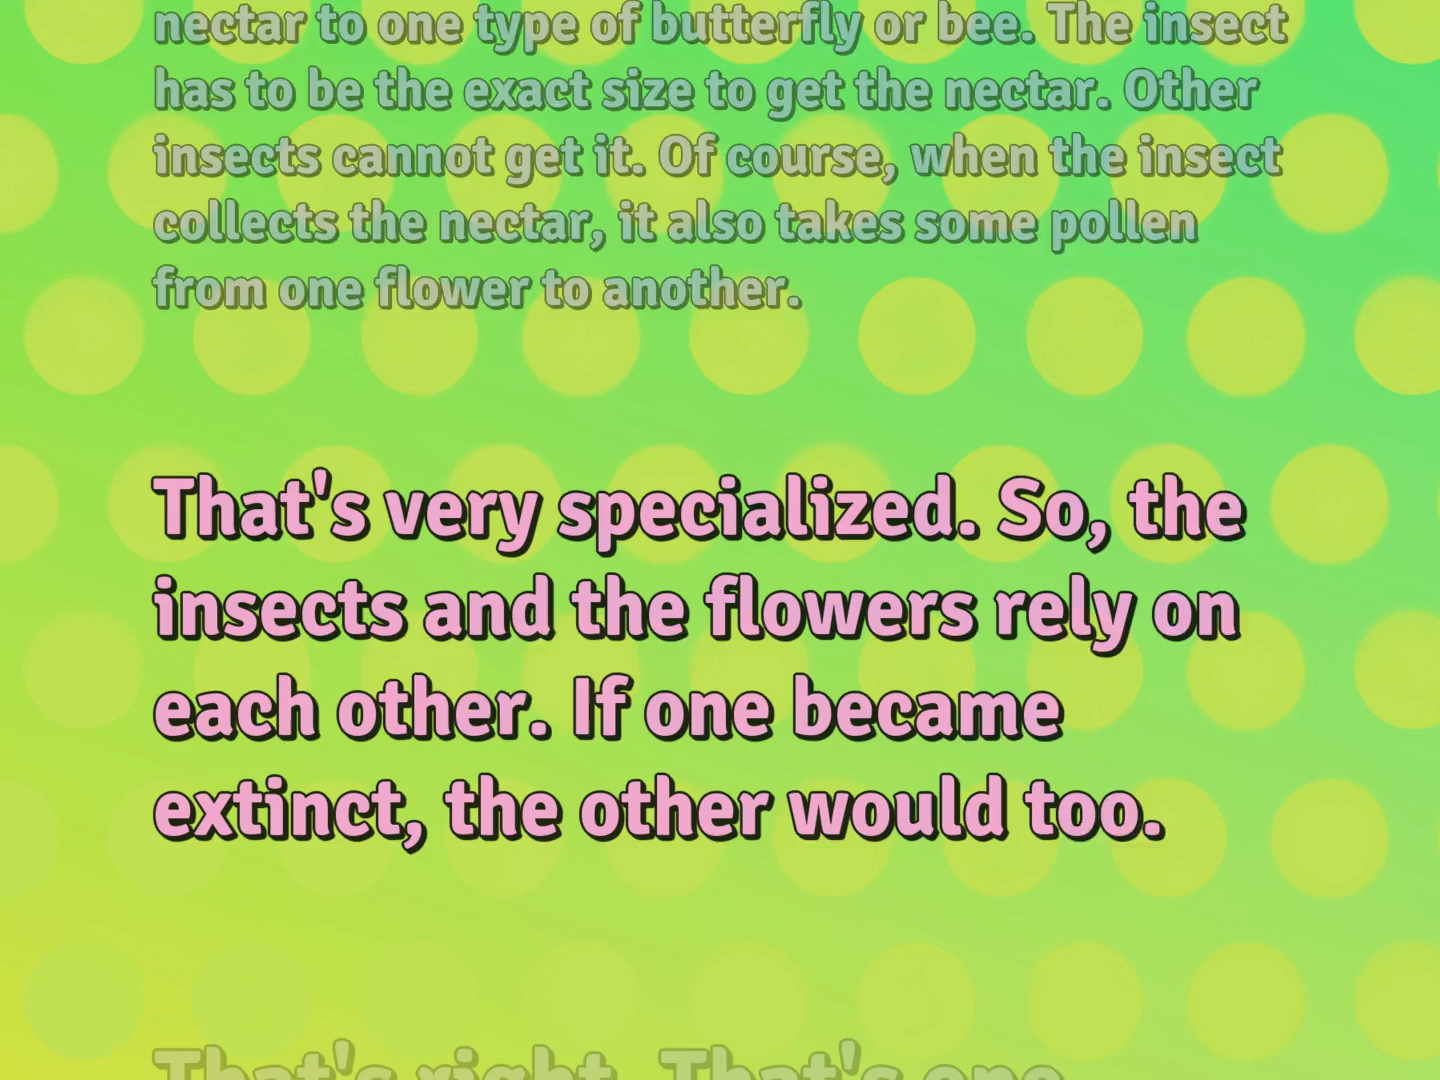 nectar to one type of butterfly or bee. The insect
has to be the exact size to get the nectar. Other
insects cannot get it. Of course, when the insect
collects the nectar, it also takes some pollen
from one flower to another.
That's very specialized. So, the
insects and the flowers rely on
each other. If one became
extinct, the other would too.
That's right. That's one